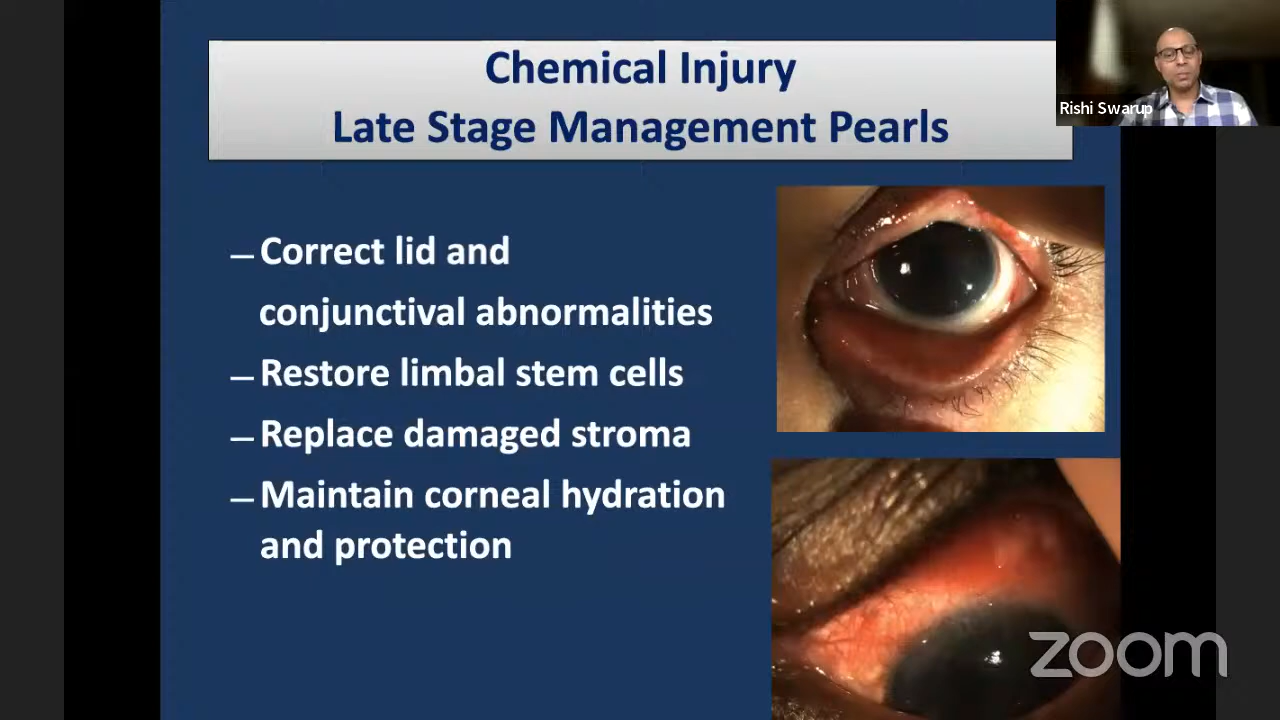 Chemical Injury
Late Stage Management Pearls
Rishi Swarup
– Correct lid and
conjunctival abnormalities
– Restore limbal stem cells
– Replace damaged stroma
– Maintain corneal hydration
and protection
zoom